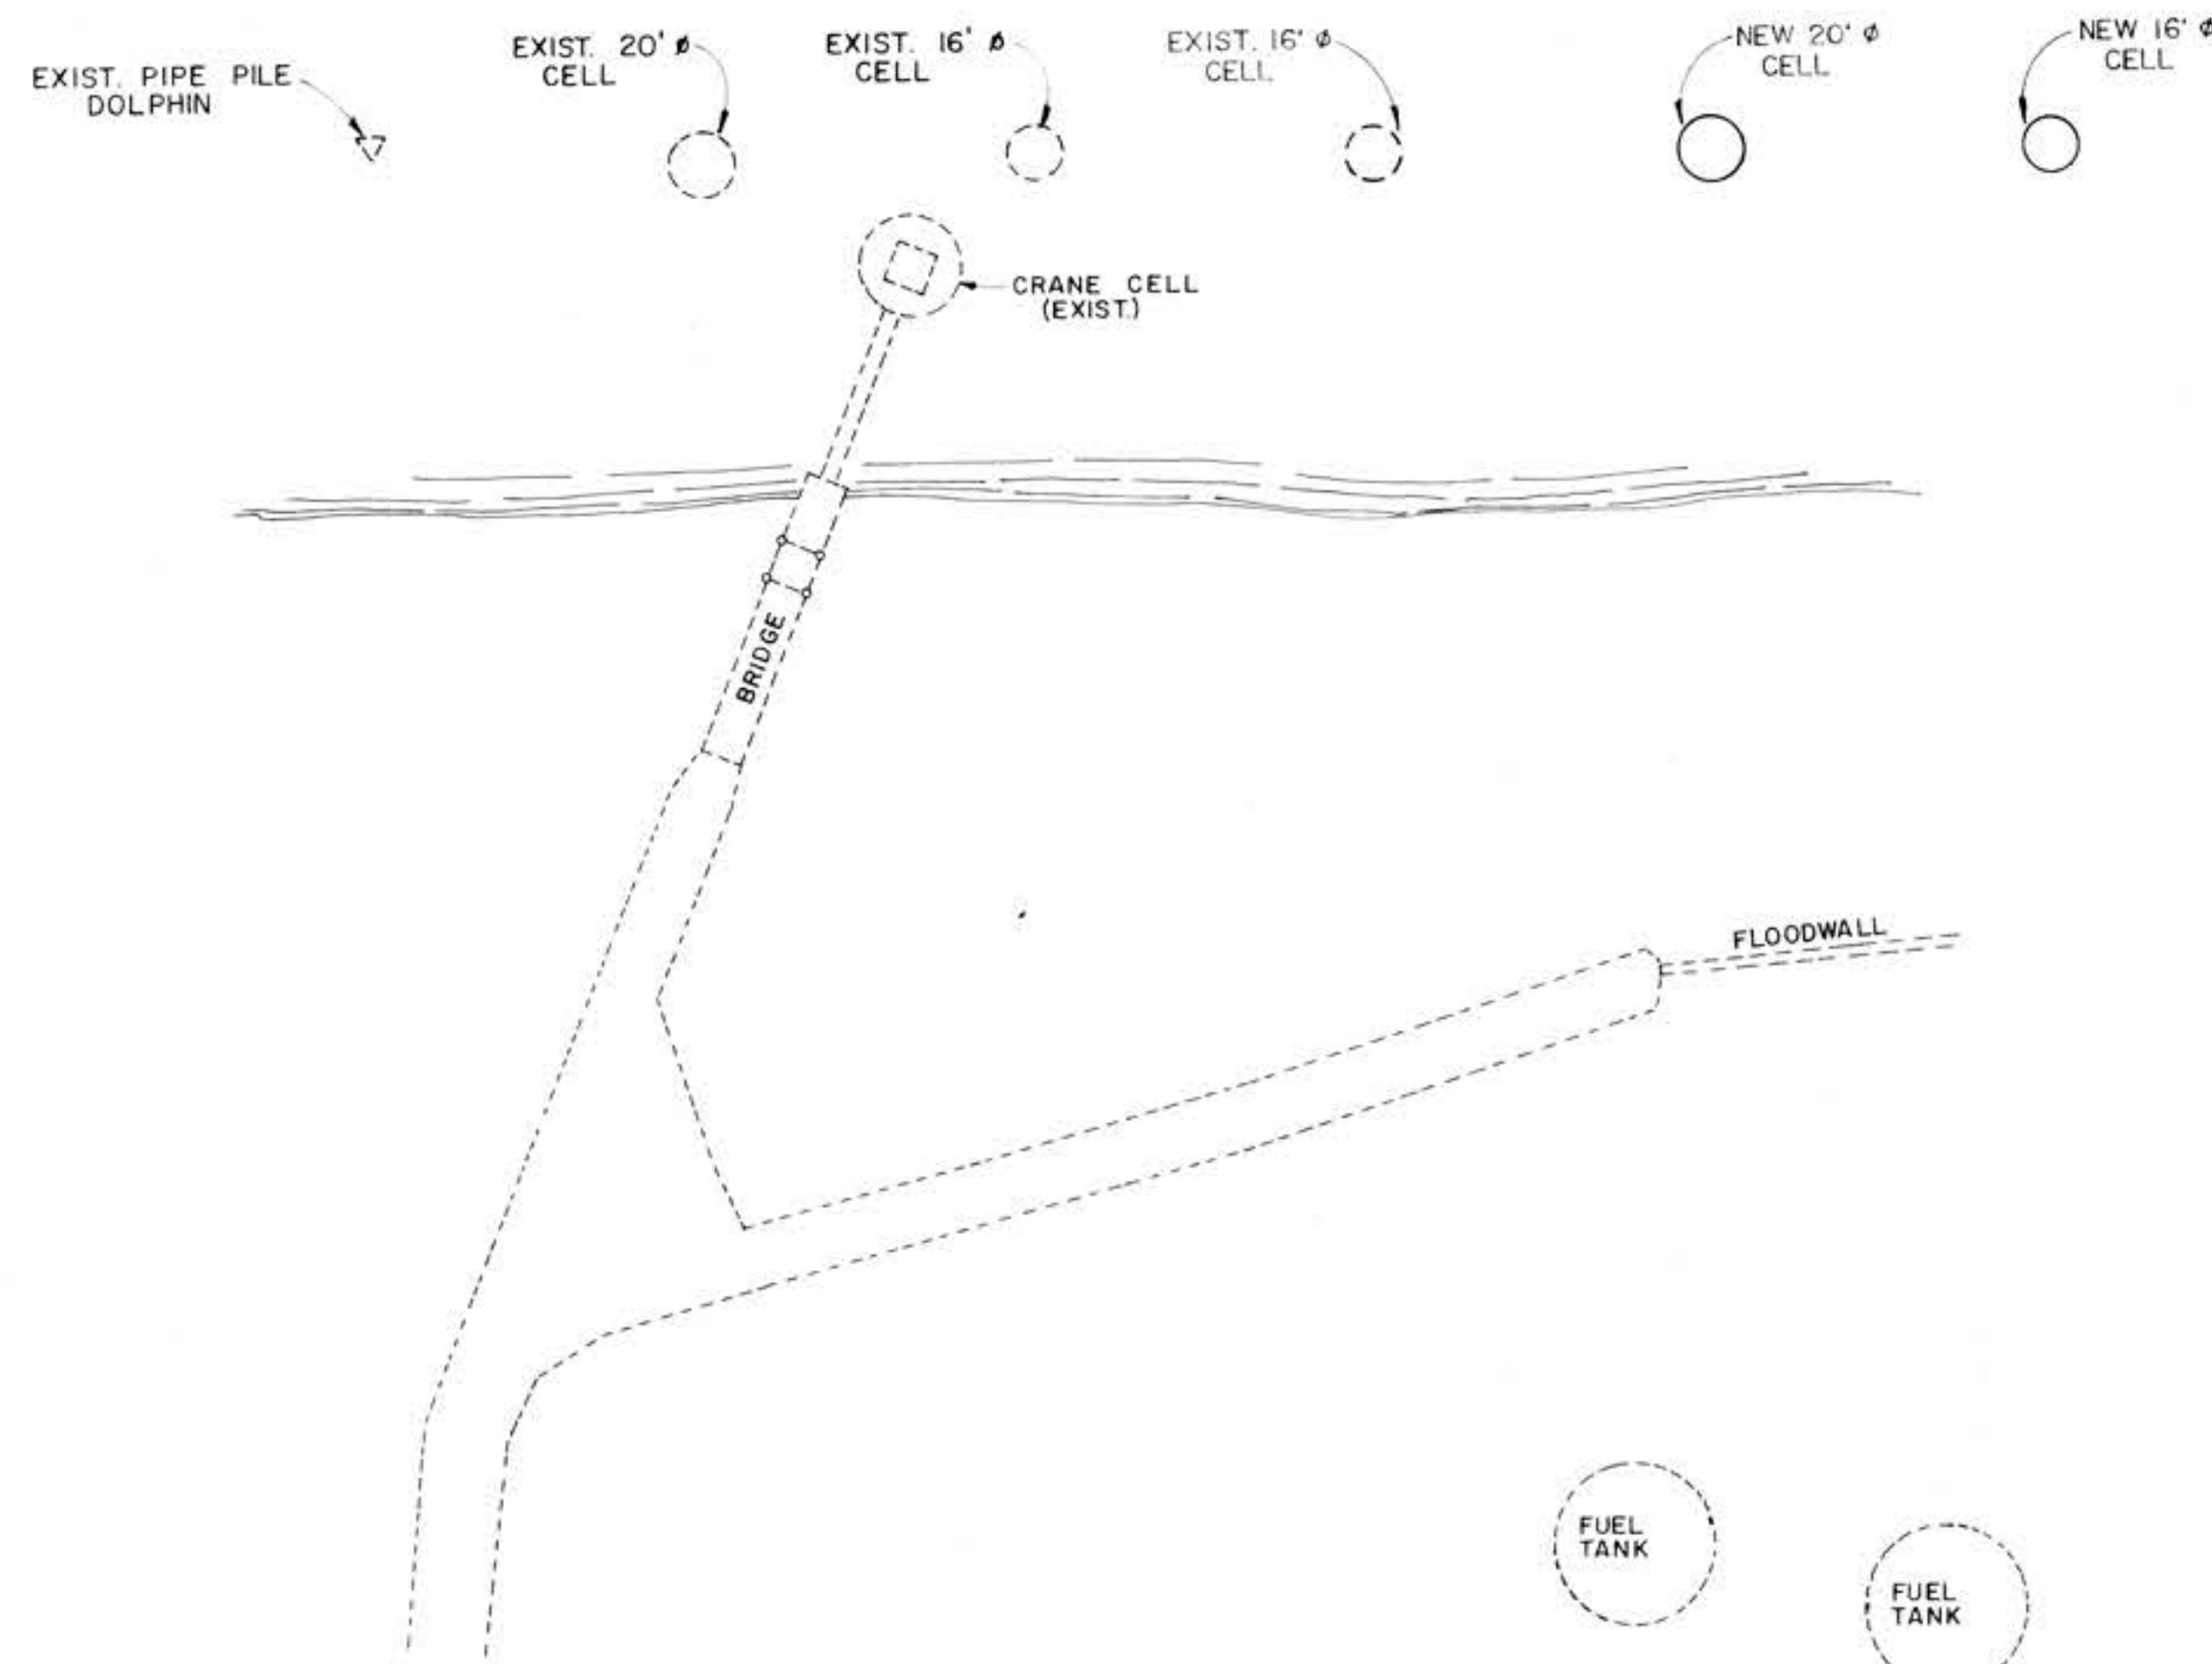 EXIST. PIPE PILE
DOLPHIN
EXIST. 20' ø
CELL
EXIST. 16' ø
CELL
EXIST. 16' ø
CELL
NEW 20' ø
CELL
NEW 16' ø
CELL
CRANE CELL
(EXIST.)
BRIDGE
FLOODWALL
FUEL
TANK
FUEL
TANK